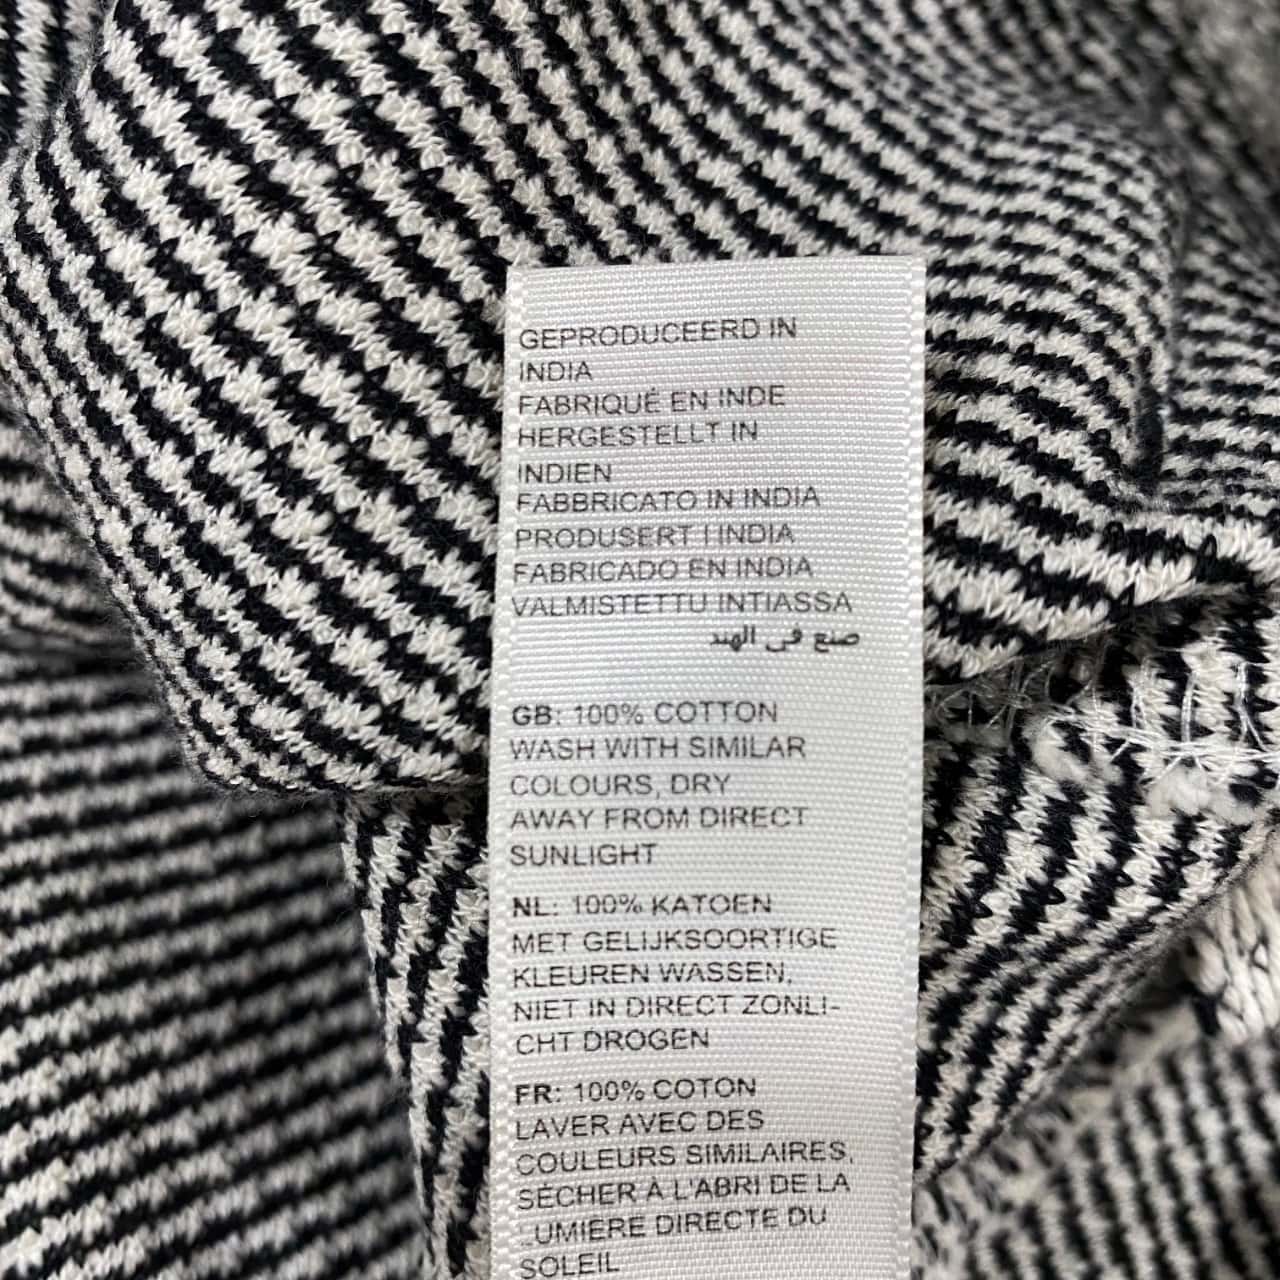 GEPRODUCEERD IN
INDIA
FABRIQUÉ EN INDE
HERGESTELLT IN
INDIEN
FABBRICATO IN INDIA
PRODUSERT I INDIA
FABRICADO EN INDIA
VALMISTETTU INTIASSA
صنع في الهند
GB: 100% COTTON
WASH WITH SIMILAR
COLOURS, DRY
AWAY FROM DIRECT
SUNLIGHT
NL: 100% KATOEN
MET GELIJKSOORTIGE
KLEUREN WASSEN,
NIET IN DIRECT ZONLI-
CHT DROGEN
FR: 100% COTON
LAVER AVEC DES
COULEURS SIMILAIRES,
SÉCHER À L'ABRI DE LA
LUMIERE DIRECTE DU
SOLEIL